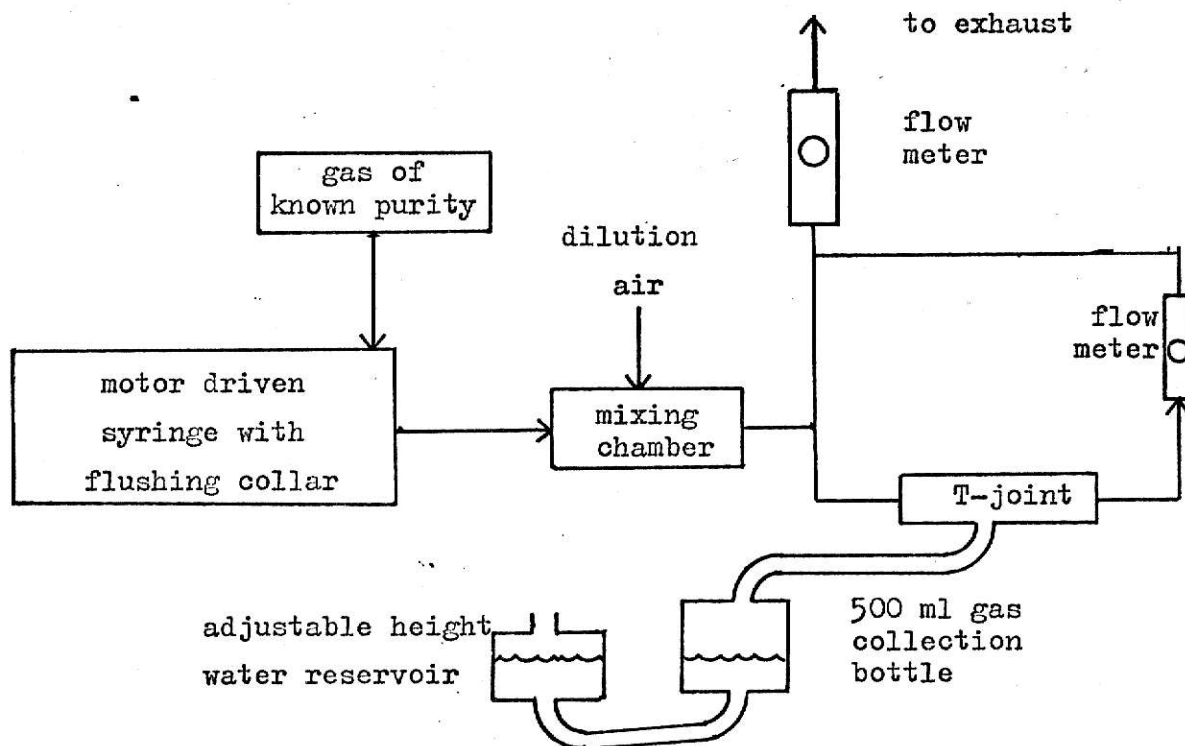 to exhaust
flow
meter
gas of
known purity
dilution
air
flow
meter
motor driven
syringe with
flushing collar
mixing
chamber
T-joint
adjustable height
water reservoir
500 ml gas
collection
bottle